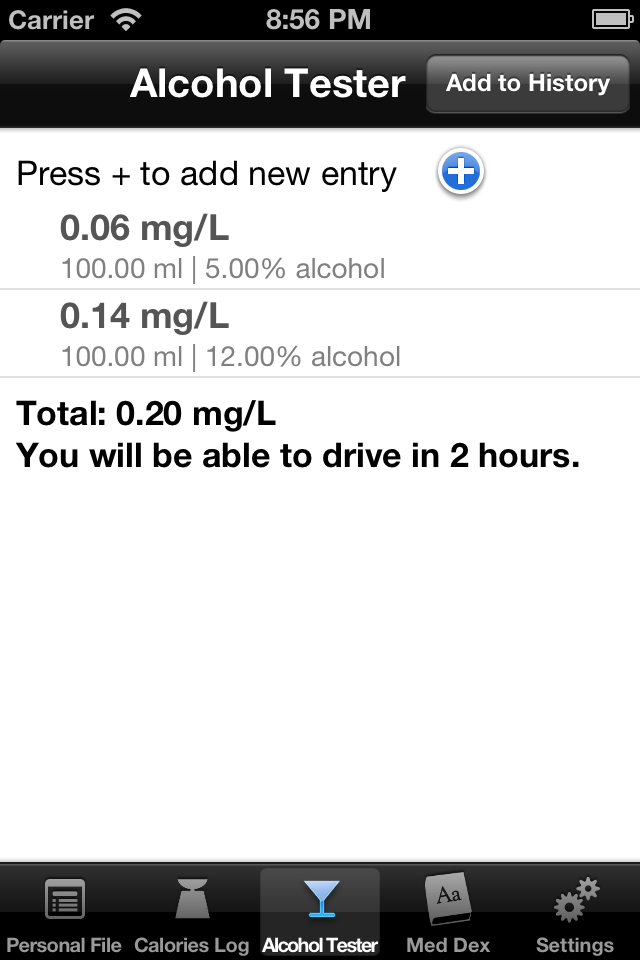 Carrier 8:56 PM
Alcohol Tester Add to History
Press + to add new entry
0.06 mg/L
100.00 ml | 5.00% alcohol
0.14 mg/L
100.00 ml | 12.00% alcohol
Total: 0.20 mg/L
You will be able to drive in 2 hours.
Aa
Personal File Calories Log Alcohol Tester Med Dex Settings